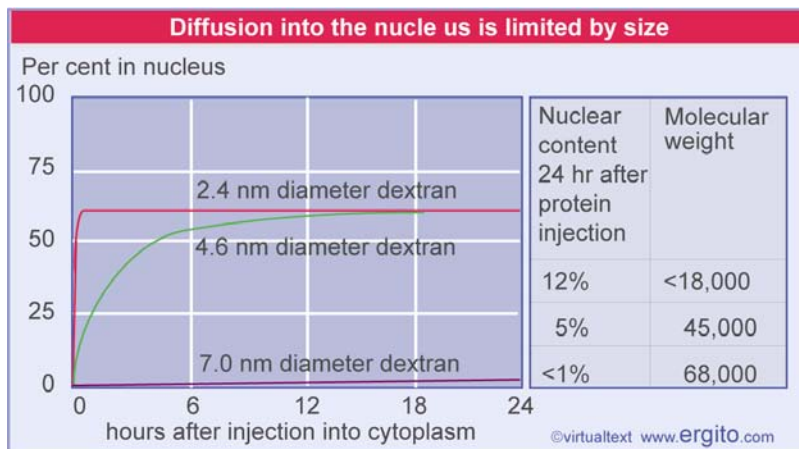 Diffusion into the nucle us is limited by size
Per cent in nucleus
100
75
50
25
0
2.4 nm diameter dextran
4.6 nm diameter dextran
7.0 nm diameter dextran
0 6 12 18 24
hours after injection into cytoplasm
Nuclear
content
24 hr after
protein
injection
Molecular
weight
12% <18,000
5% 45,000
<1% 68,000
©virtualtext www.ergito.com